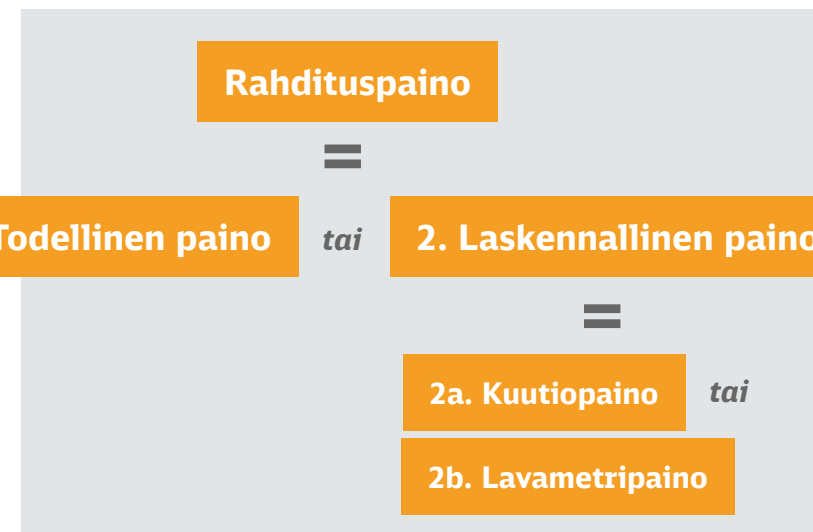 Rahdituspaino
=
Todellinen paino tai 2. Laskennallinen paino
=
2a. Kuutiopaino tai
2b. Lavametripaino